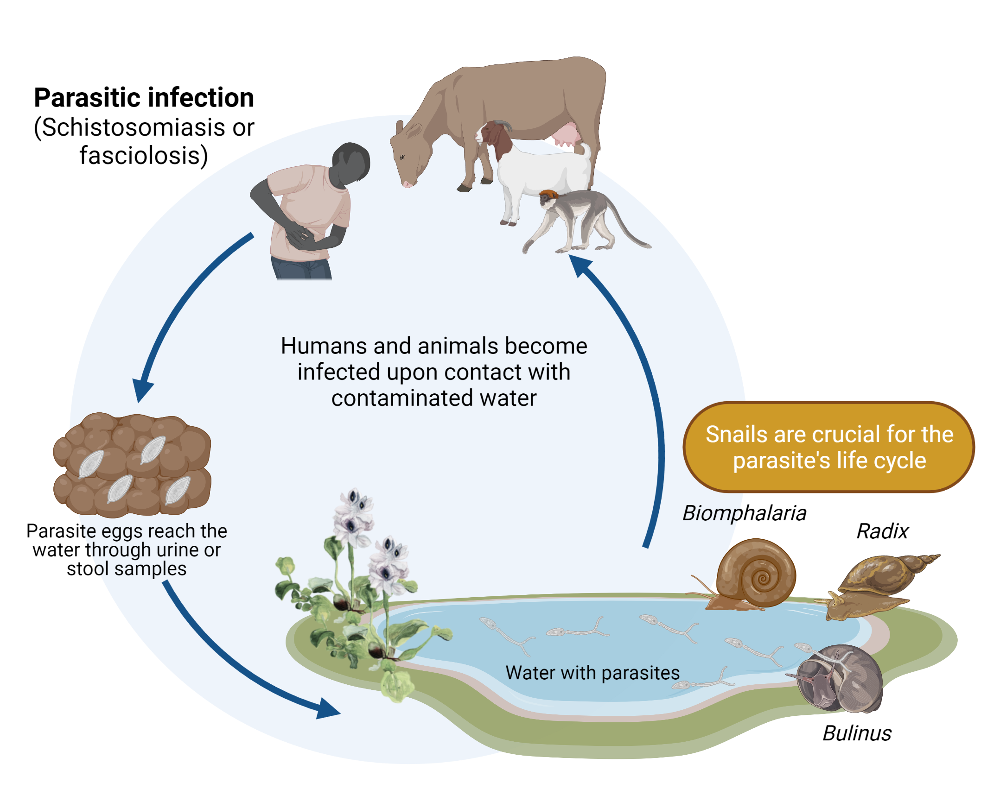 Parasitic infection
(Schistosomiasis or
fasciolosis)
Humans and animals become
infected upon contact with
contaminated water
Snails are crucial for the
parasite's life cycle
Biomphalaria
Radix
Parasite eggs reach the
water through urine or
stool samples
Water with parasites
Bulinus